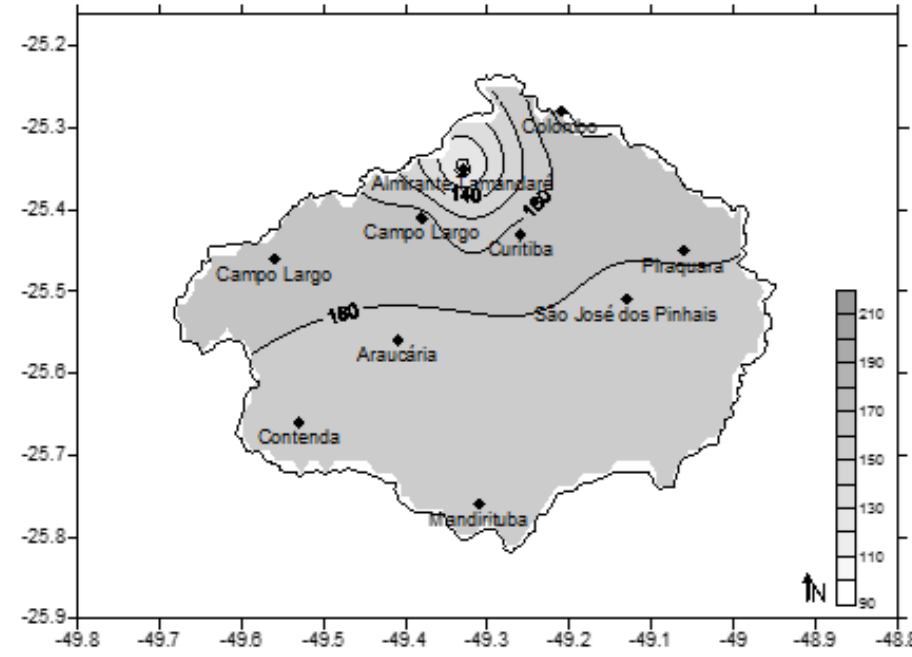 -25.2
-25.3
Colombo
Almirante Tamandaré
-25.4
140
160
Campo Largo
Curitiba
Campo Largo
Piraquara
-25.5
160
São José dos Pinhais
210
Araucária
190
-25.6
170
Contenda
-25.7
150
130
Mandirituba
-25.8
110
N
90
-25.9
-49.8 -49.7 -49.6 -49.5 -49.4 -49.3 -49.2 -49.1 -49 -48.9 -48.8